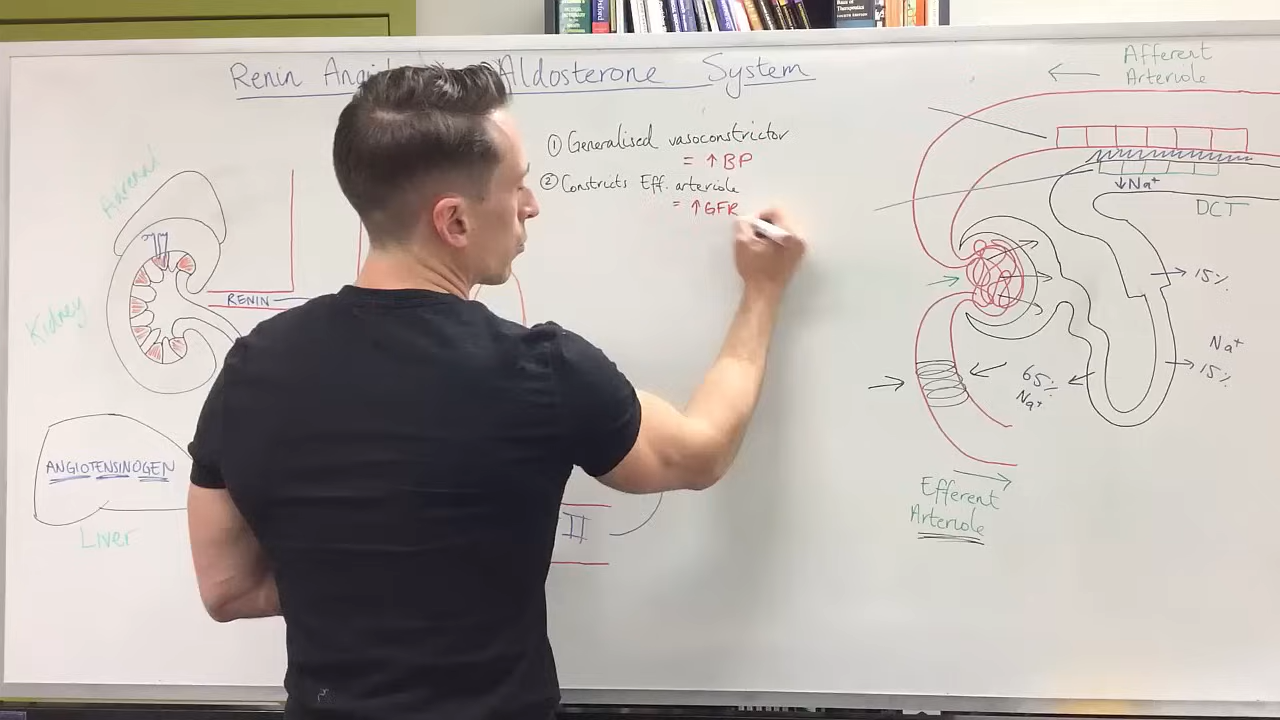 Renin Aldosterone System
① Generalised vasoconstrictor
= ↑ BP
② Constricts Eff. arteriole
= ↑ GFR
Adrenal
Kidney
RENIN
ANGIOTENSINOGEN
Liver
II
Afferent
Arteriole
↓Na+
DCT
15%
Na+
15%
65%
Na+
Efferent
Arteriole